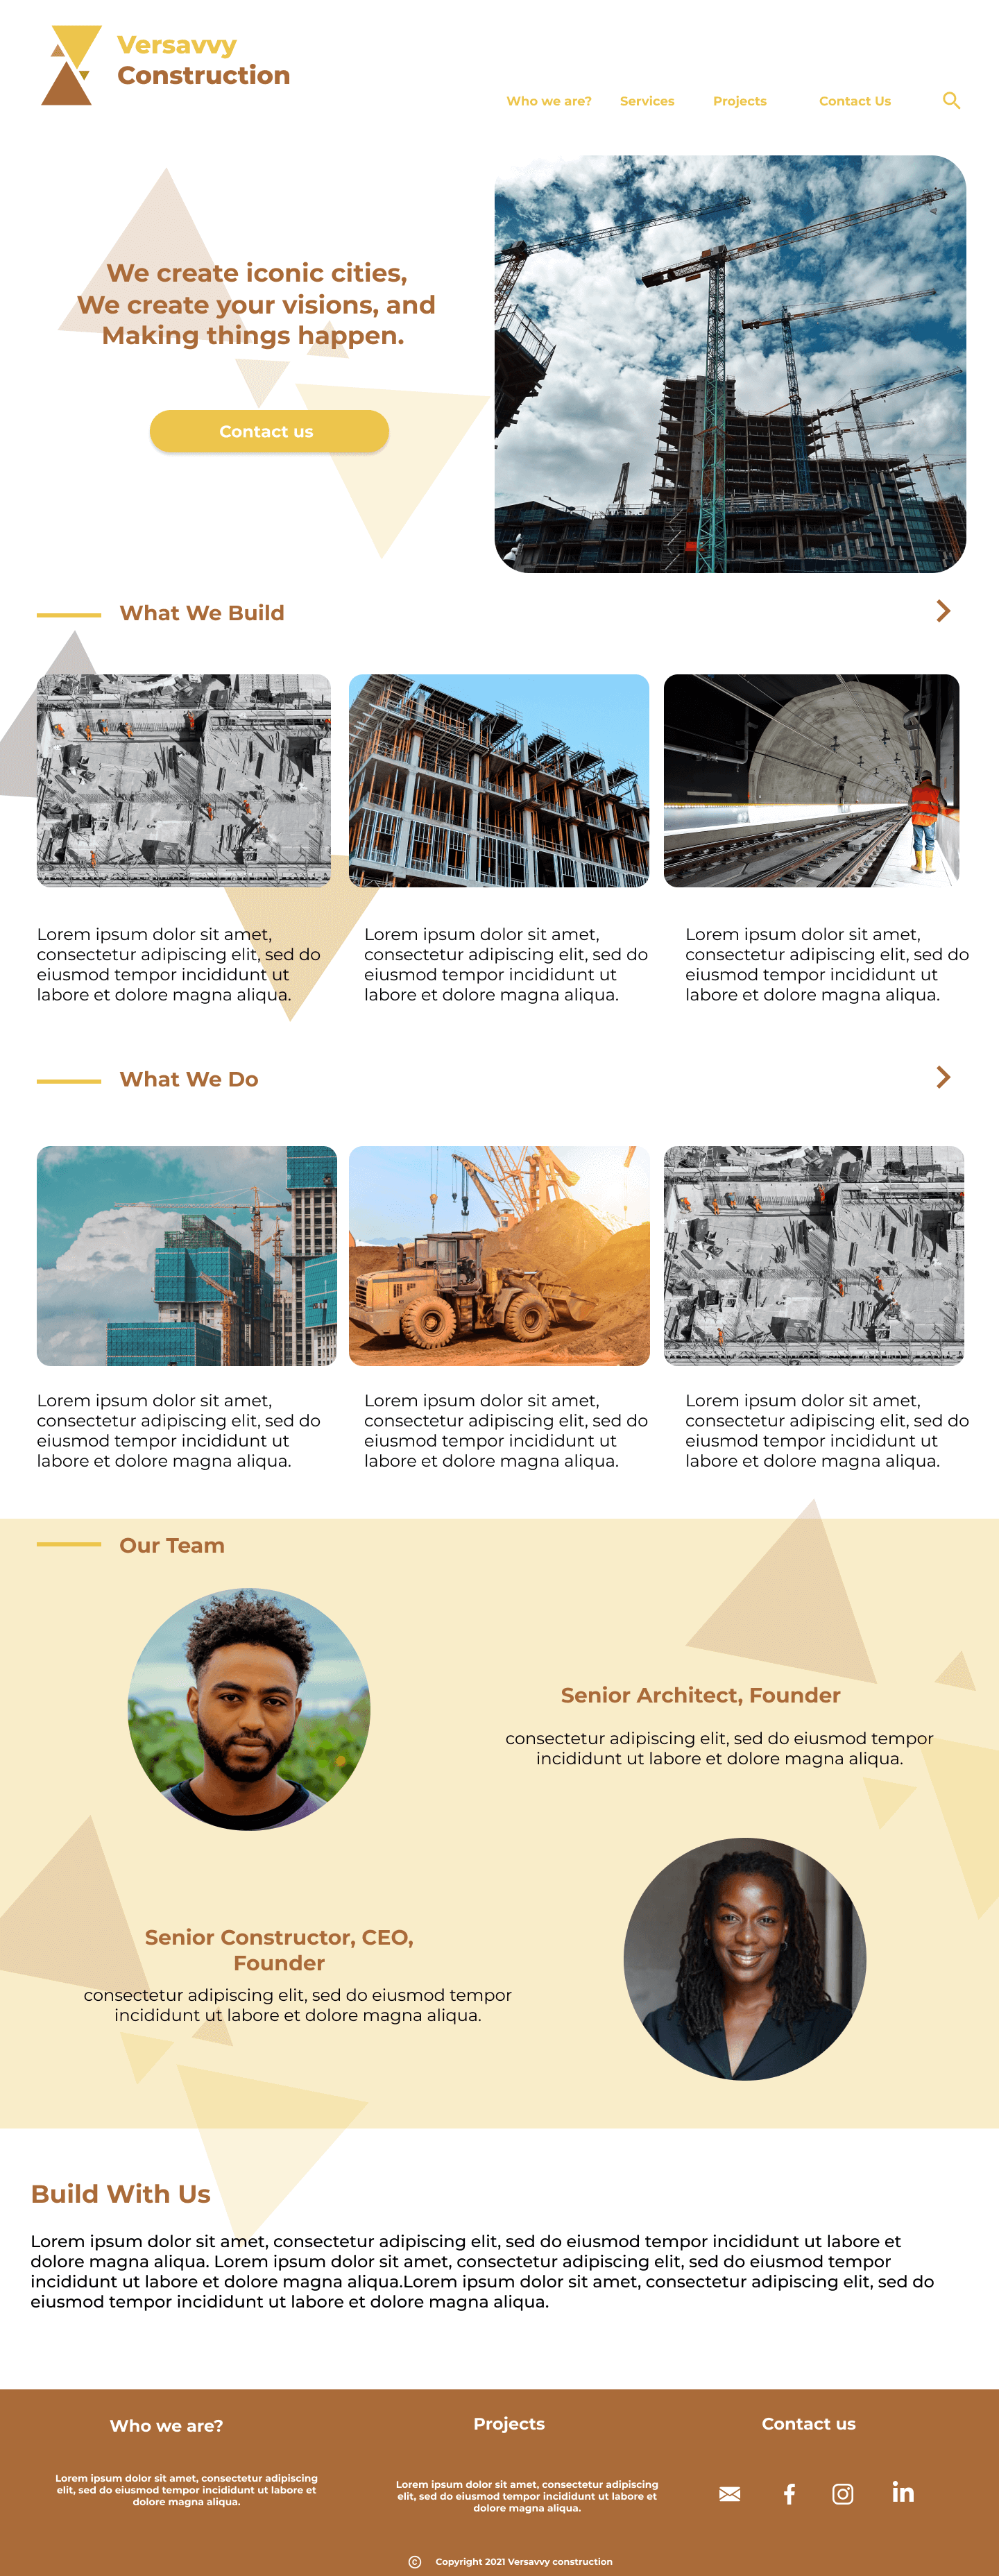 Versavvy
Construction
Who we are? Services Projects Contact Us
We create iconic cities,
We create your visions, and
Making things happen.
Contact us
What We Build
Lorem ipsum dolor sit amet,
consectetur adipiscing elit, sed do
eiusmod tempor incididunt ut
labore et dolore magna aliqua.
Lorem ipsum dolor sit amet,
consectetur adipiscing elit, sed do
eiusmod tempor incididunt ut
labore et dolore magna aliqua.
Lorem ipsum dolor sit amet,
consectetur adipiscing elit, sed do
eiusmod tempor incididunt ut
labore et dolore magna aliqua.
What We Do
Lorem ipsum dolor sit amet,
consectetur adipiscing elit, sed do
eiusmod tempor incididunt ut
labore et dolore magna aliqua.
Lorem ipsum dolor sit amet,
consectetur adipiscing elit, sed do
eiusmod tempor incididunt ut
labore et dolore magna aliqua.
Lorem ipsum dolor sit amet,
consectetur adipiscing elit, sed do
eiusmod tempor incididunt ut
labore et dolore magna aliqua.
Our Team
Senior Architect, Founder
consectetur adipiscing elit, sed do eiusmod tempor
incididunt ut labore et dolore magna aliqua.
Senior Constructor, CEO,
Founder
consectetur adipiscing elit, sed do eiusmod tempor
incididunt ut labore et dolore magna aliqua.
Build With Us
Lorem ipsum dolor sit amet, consectetur adipiscing elit, sed do eiusmod tempor incididunt ut labore et
dolore magna aliqua. Lorem ipsum dolor sit amet, consectetur adipiscing elit, sed do eiusmod tempor
incididunt ut labore et dolore magna aliqua.Lorem ipsum dolor sit amet, consectetur adipiscing elit, sed do
eiusmod tempor incididunt ut labore et dolore magna aliqua.
Who we are?
Lorem ipsum dolor sit amet, consectetur adipiscing
elit, sed do eiusmod tempor incididunt ut labore et
dolore magna aliqua.
Projects
Lorem ipsum dolor sit amet, consectetur adipiscing
elit, sed do eiusmod tempor incididunt ut labore et
dolore magna aliqua.
Contact us
© Copyright 2021 Versavvy construction